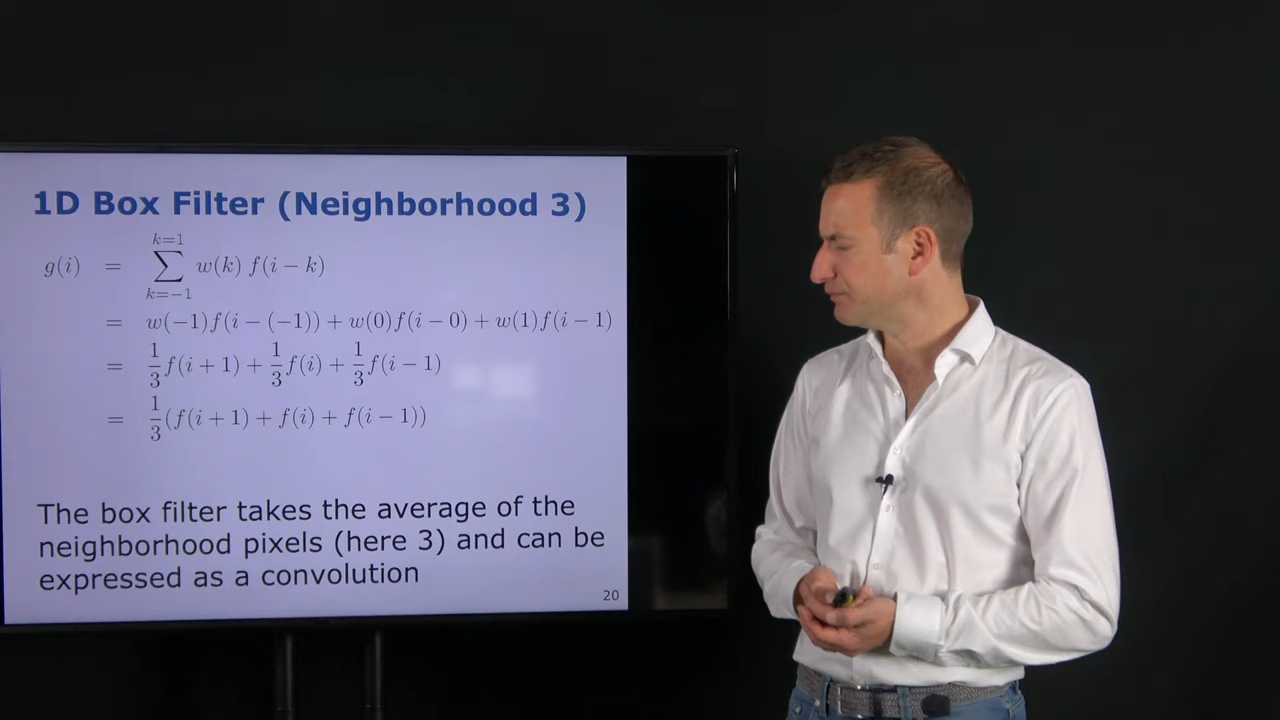 1D Box Filter (Neighborhood 3)
g(i) = \sum_{k=-1}^{k=1} w(k) f(i − k)
= w(−1)f(i − (−1)) + w(0)f(i − 0) + w(1)f(i − 1)
= \frac{1}{3}f(i + 1) + \frac{1}{3}f(i) + \frac{1}{3}f(i − 1)
= \frac{1}{3}(f(i + 1) + f(i) + f(i − 1))
The box filter takes the average of the
neighborhood pixels (here 3) and can be
expressed as a convolution
20